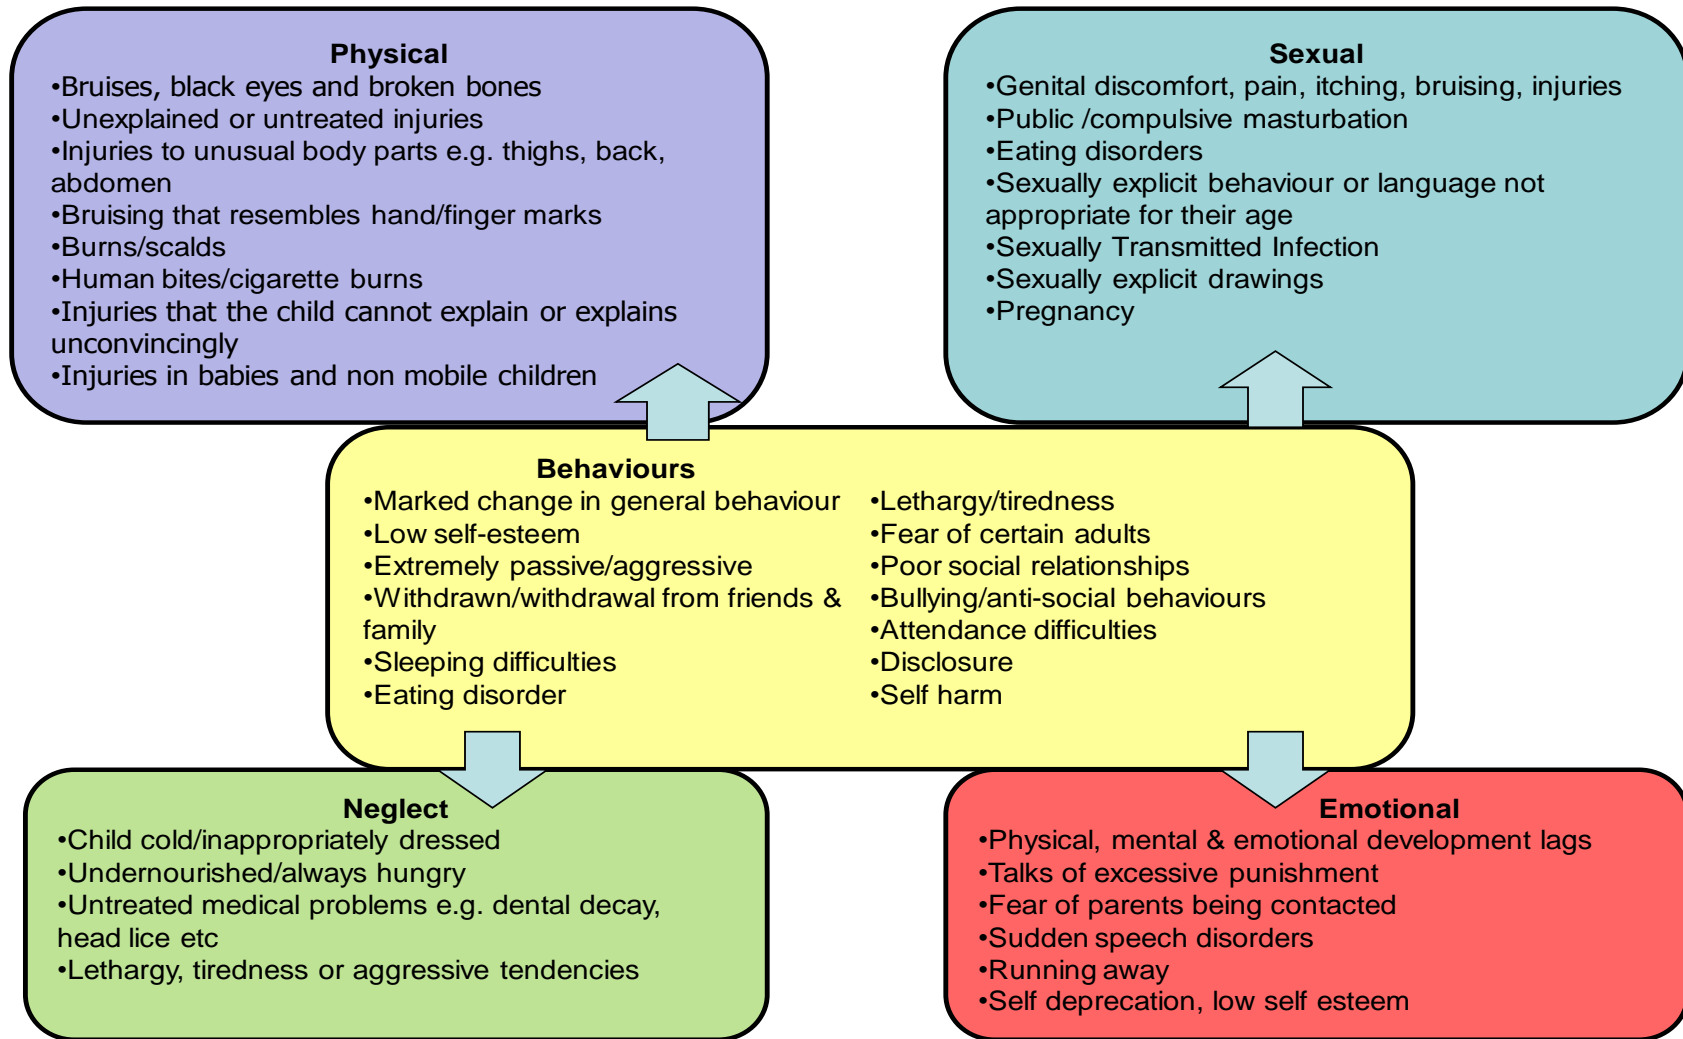 Physical
•Bruises, black eyes and broken bones
•Unexplained or untreated injuries
•Injuries to unusual body parts e.g. thighs, back,
abdomen
•Bruising that resembles hand/finger marks
•Burns/scalds
•Human bites/cigarette burns
•Injuries that the child cannot explain or explains
unconvincingly
•Injuries in babies and non mobile children
Sexual
•Genital discomfort, pain, itching, bruising, injuries
•Public /compulsive masturbation
•Eating disorders
•Sexually explicit behaviour or language not
appropriate for their age
•Sexually Transmitted Infection
•Sexually explicit drawings
•Pregnancy
Behaviours
•Marked change in general behaviour
•Low self-esteem
•Extremely passive/aggressive
•Withdrawn/withdrawal from friends &
family
•Sleeping difficulties
•Eating disorder
•Lethargy/tiredness
•Fear of certain adults
•Poor social relationships
•Bullying/anti-social behaviours
•Attendance difficulties
•Disclosure
•Self harm
Neglect
•Child cold/inappropriately dressed
•Undernourished/always hungry
•Untreated medical problems e.g. dental decay,
head lice etc
•Lethargy, tiredness or aggressive tendencies
Emotional
•Physical, mental & emotional development lags
•Talks of excessive punishment
•Fear of parents being contacted
•Sudden speech disorders
•Running away
•Self deprecation, low self esteem